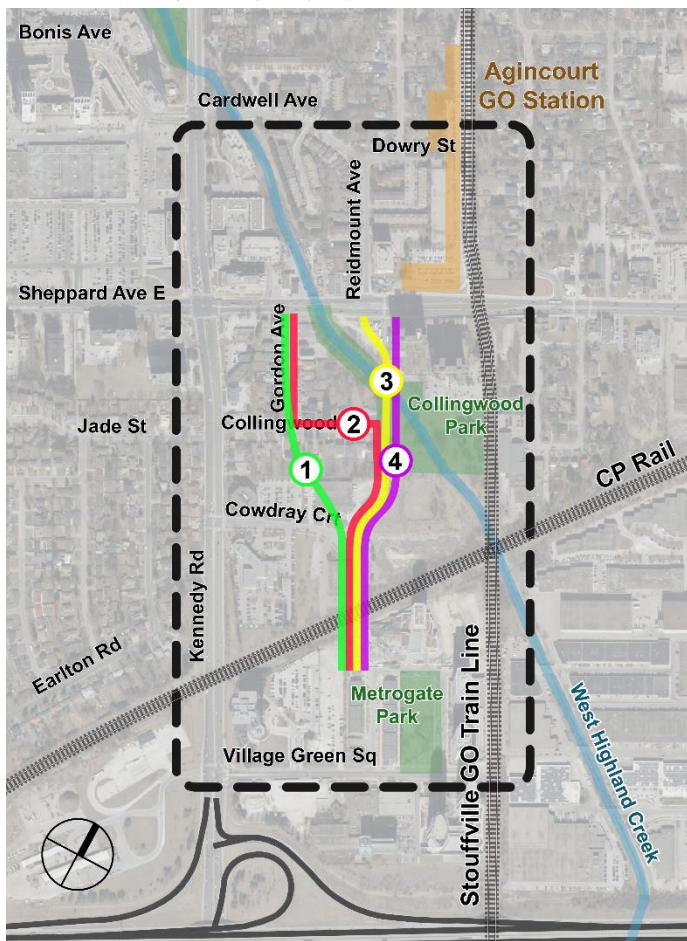 Bonis Ave
Agincourt
GO Station
Cardwell Ave
Dowry St
Reidmount Ave
Sheppard Ave E
Gordon Ave
3
Collingwood
2
Collingwood
Park
Jade St
1
4
CP Rail
Cowdray Crt
Kennedy Rd
Earlton Rd
Metrogate
Park
Stouffville GO Train Line
West Highland Creek
Village Green Sq